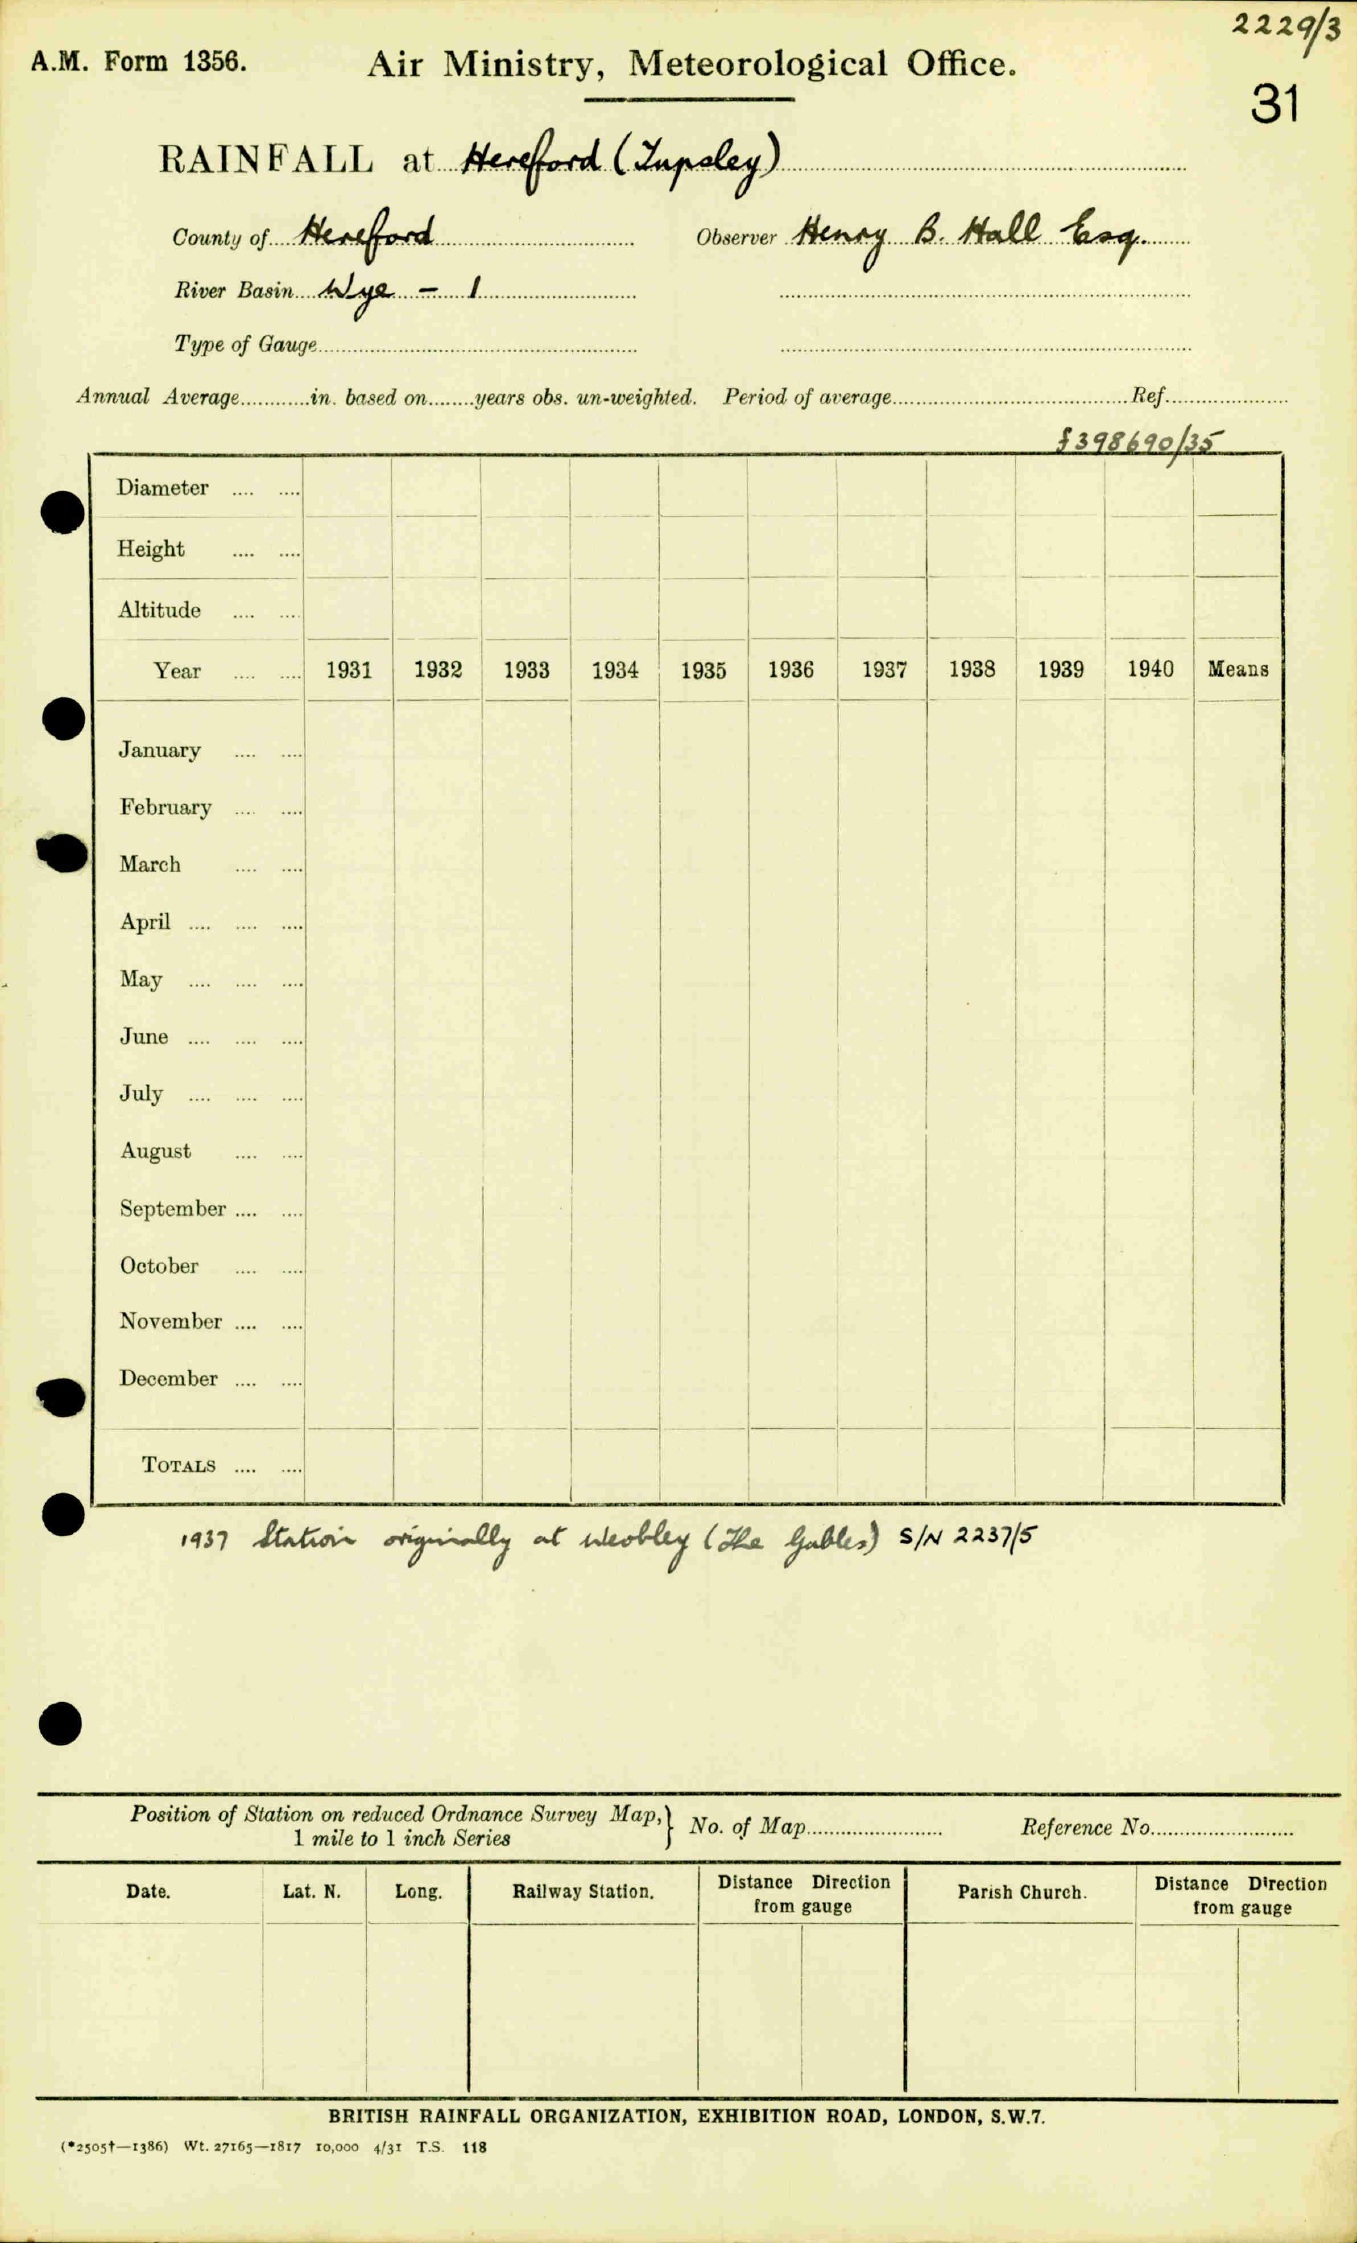 2229/3
A.M. Form 1356.
Air Ministry, Meteorological Office.
31
RAINFALL at Hereford (Tupsley)
County of Hereford Observer Henry B. Hall Esq.
River Basin Wye - 1
Type of Gauge
Annual Average in. based on years obs. un-weighted. Period of average Ref.
398690/35
Diameter
Height
Altitude
Year 1931 1932 1933 1934 1935 1936 1937 1938 1939 1940 Means
January
February
March
April
May
June
July
August
September
October
November
December
TOTALS
1937 Station originally at Weobley (The Gables) S/N 2237/5
Position of Station on reduced Ordnance Survey Map, } No. of Map Reference No.
1 mile to 1 inch Series
Date. Lat. N. Long. Railway Station. Distance Direction from gauge Parish Church. Distance Direction from gauge
BRITISH RAINFALL ORGANIZATION, EXHIBITION ROAD, LONDON, S.W.7.
(*2505†—1386) Wt. 27165—1817 10,000 4/31 T.S. 118